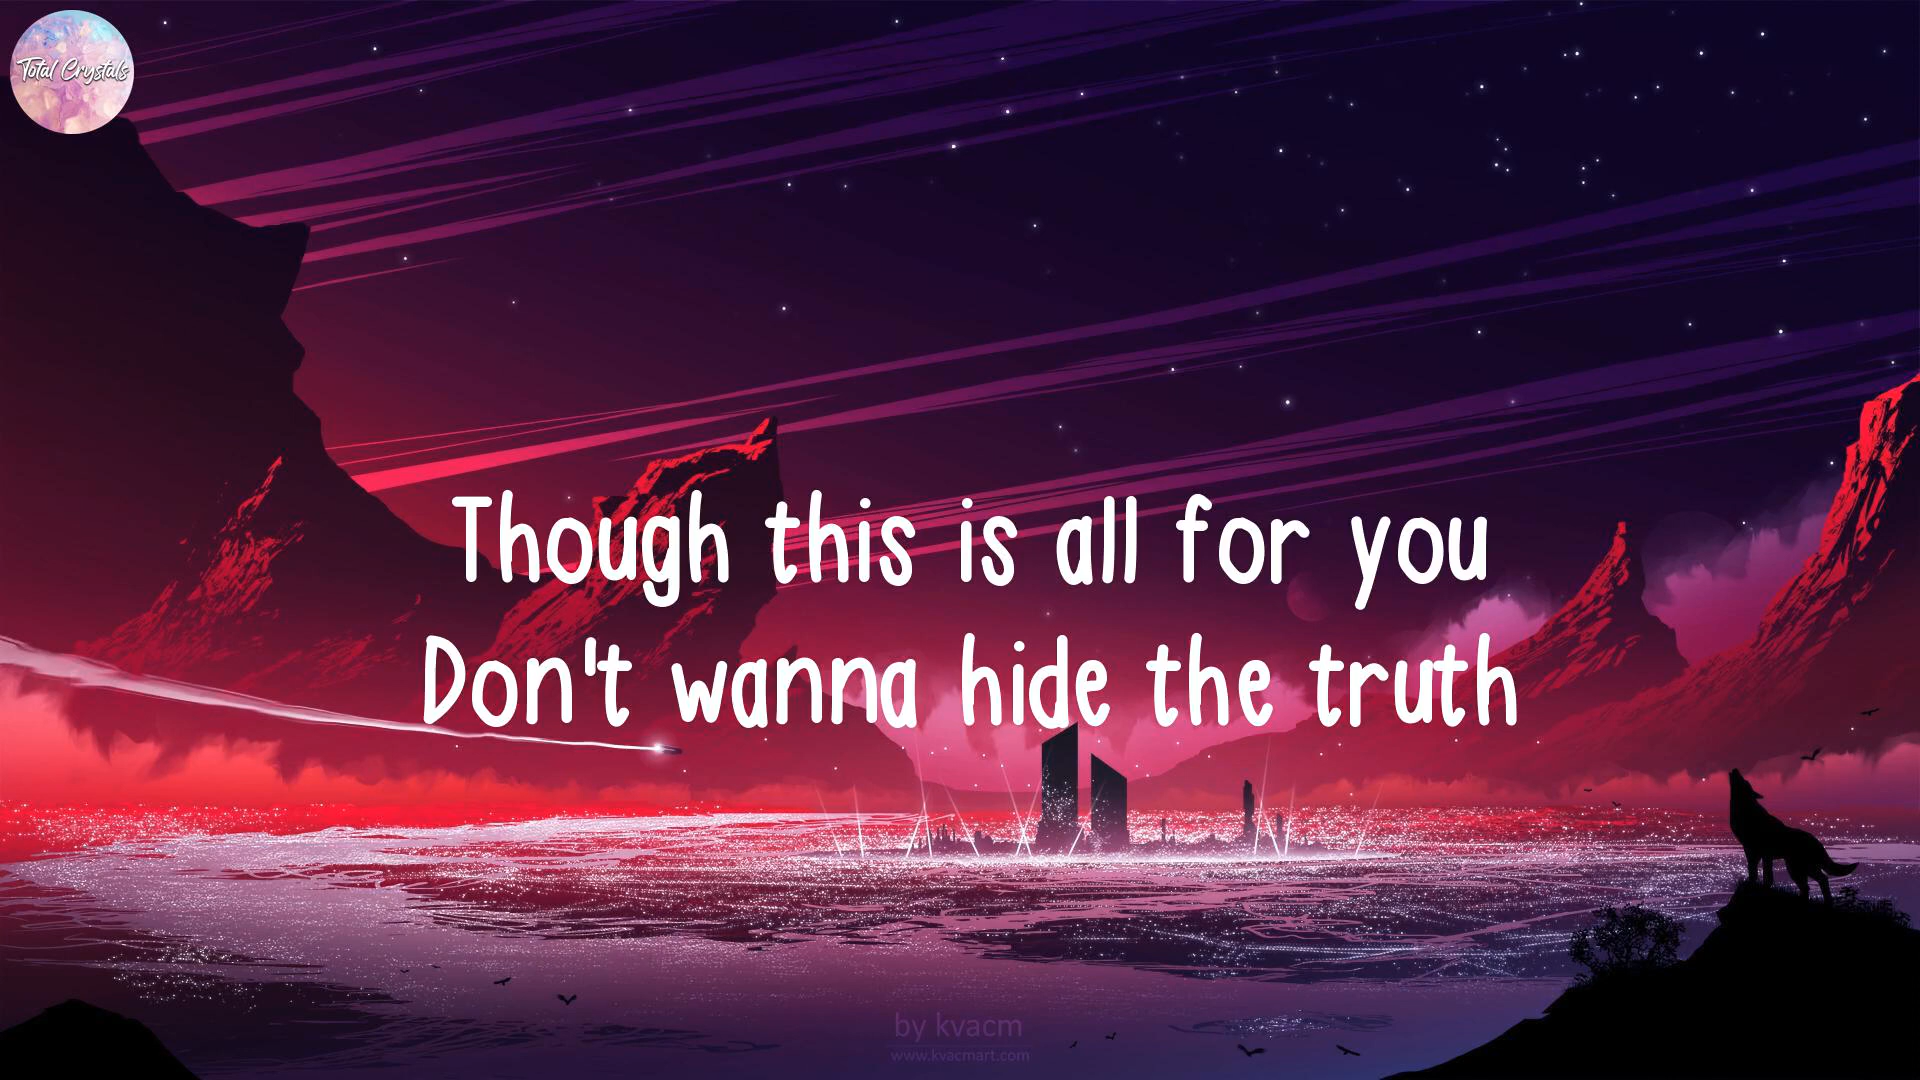 Total Crystals
Though this is all for you
Don't wanna hide the truth
by kvacm
www.kvacmart.com